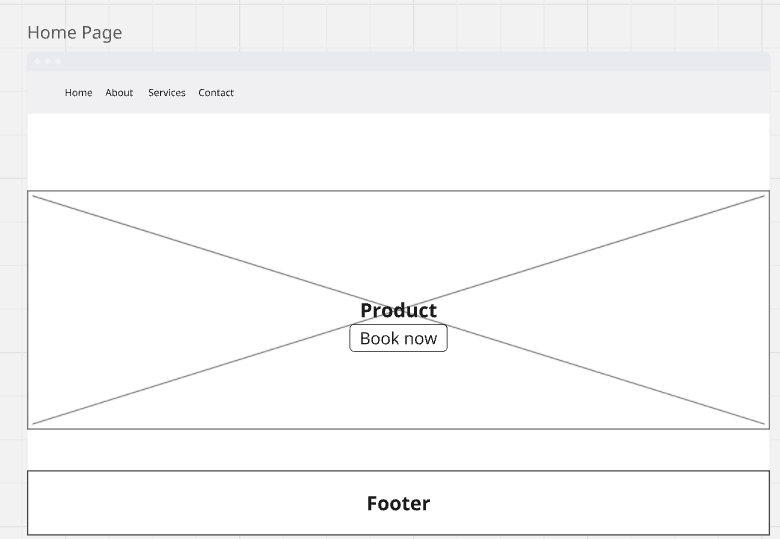 Home Page
Home About Services Contact
Product
Book now
Footer